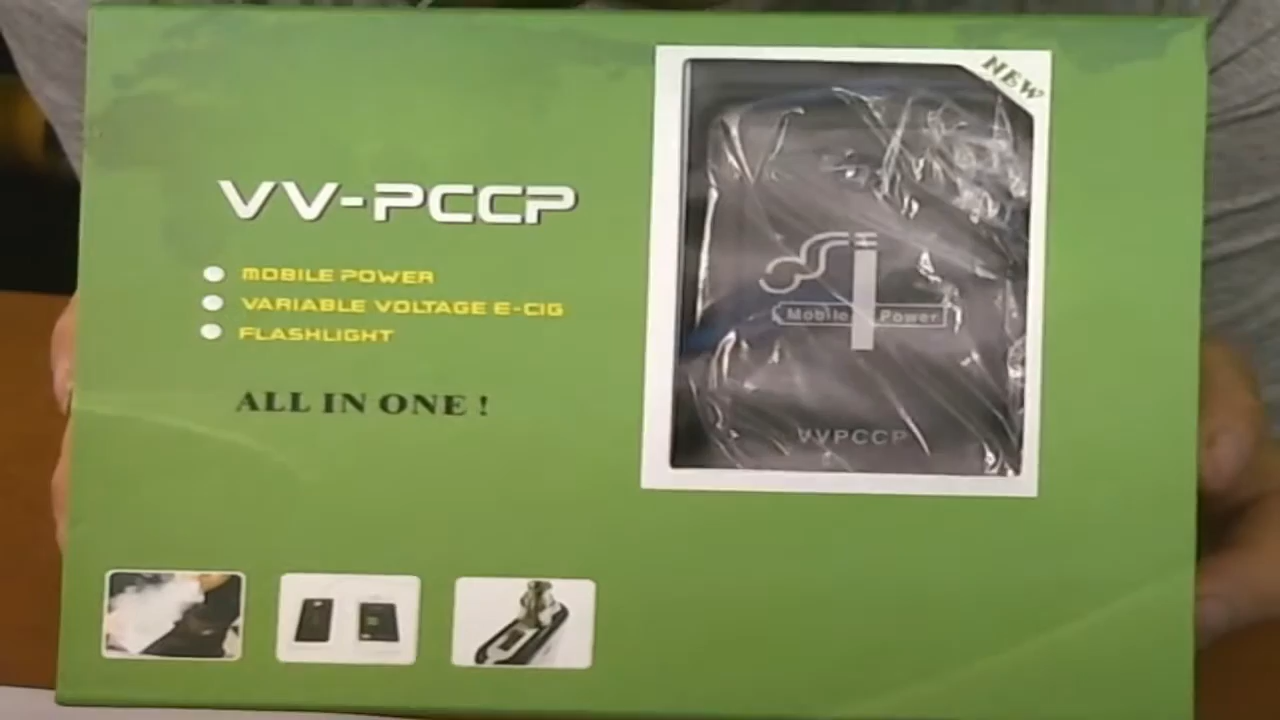 NEW
VV-PCCP
MOBILE POWER
VARIABLE VOLTAGE E-CIG
FLASHLIGHT
ALL IN ONE !
Mobile Power
VVPCCP